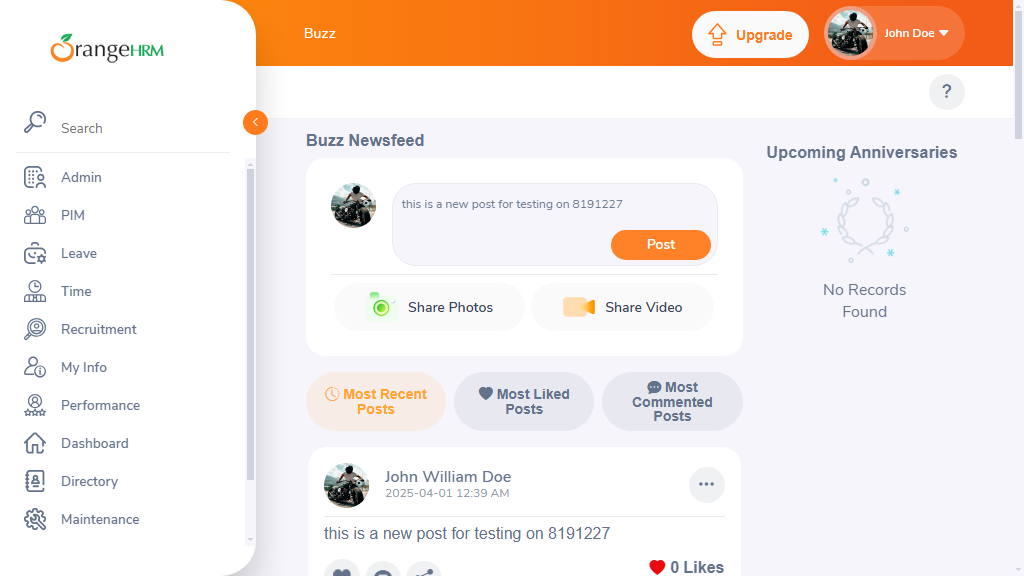 OrangeHRM
Search
Admin
PIM
Leave
Time
Recruitment
My Info
Performance
Dashboard
Directory
Maintenance
Buzz
Upgrade
John Doe
?
Buzz Newsfeed
this is a new post for testing on 8191227
Post
Share Photos
Share Video
Most Recent
Posts
Most Liked
Posts
Most
Commented
Posts
John William Doe
2025-04-01 12:39 AM
this is a new post for testing on 8191227
0 Likes
Upcoming Anniversaries
No Records
Found